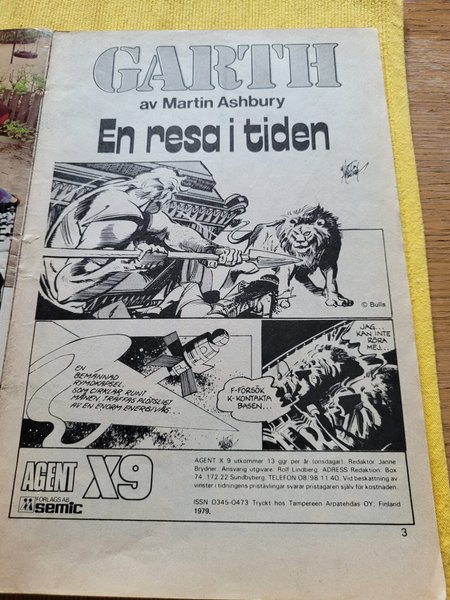 GARTH
av Martin Ashbury
En resa i tiden
© Bulls
EN
BEMANNAD
RYMDKAPSEL
SOM CIRKLAR RUNT
MÅNEN, TRÄFFAS PLÖTSLIGT
AV EN ENORM ENERGIVÅG...
JAG...
KAN INTE
RÖRA
MEJ...
F-FÖRSÖK
K-KONTAKTA
BASEN...
AGENT X9
FÖRLAGS AB
semic
AGENT X 9 utkommer 13 ggr per år (onsdagar). Redaktör Janne
Brydner. Ansvarig utgivare: Rolf Lindberg. ADRESS Redaktion: Box
74, 172 22 Sundbyberg. TELEFON 08/98 11 40. Vid beskattning av
vinster i tidningens pristävlingar svarar pristagaren själv för kostnaden.
ISSN 0345-0473 Tryckt hos Tampereen Arpatehdas OY, Finland
1979.
3